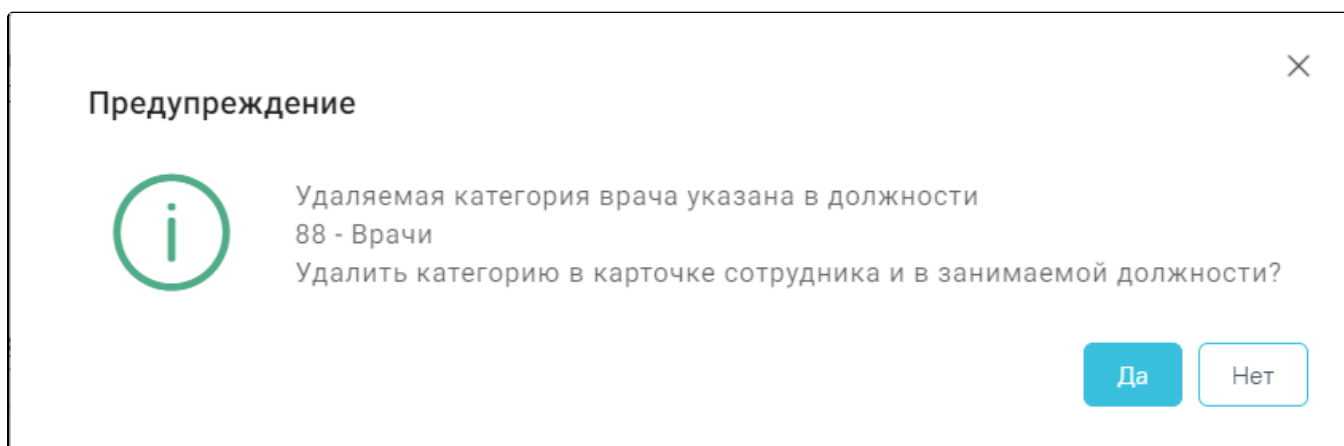 Предупреждение
Удаляемая категория врача указана в должности
88 - Врачи
Удалить категорию в карточке сотрудника и в занимаемой должности?
Да
Нет